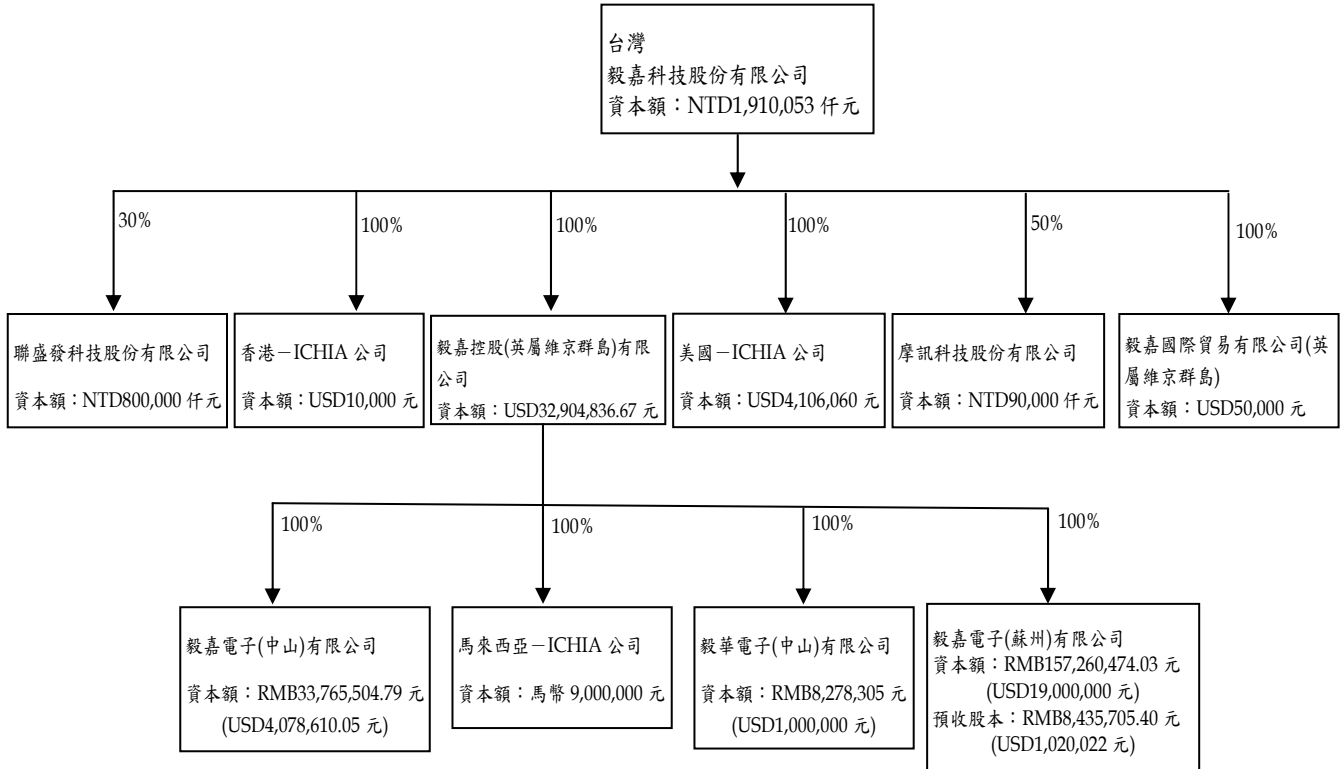 台灣
毅嘉科技股份有限公司
資本額：NTD1,910,053 仟元
30%
100%
100%
100%
50%
100%
聯盛發科技股份有限公司
資本額：NTD800,000 仟元
香港－ICHIA 公司
資本額：USD10,000 元
毅嘉控股(英屬維京群島)有限
公司
資本額：USD32,904,836.67 元
美國－ICHIA 公司
資本額：USD4,106,060 元
摩訊科技股份有限公司
資本額：NTD90,000 仟元
毅嘉國際貿易有限公司(英
屬維京群島)
資本額：USD50,000 元
100%
100%
100%
100%
毅嘉電子(中山)有限公司
資本額：RMB33,765,504.79 元
(USD4,078,610.05 元)
馬來西亞－ICHIA 公司
資本額：馬幣 9,000,000 元
毅華電子(中山)有限公司
資本額：RMB8,278,305 元
(USD1,000,000 元)
毅嘉電子(蘇州)有限公司
資本額：RMB157,260,474.03 元
(USD19,000,000 元)
預收股本：RMB8,435,705.40 元
(USD1,020,022 元)